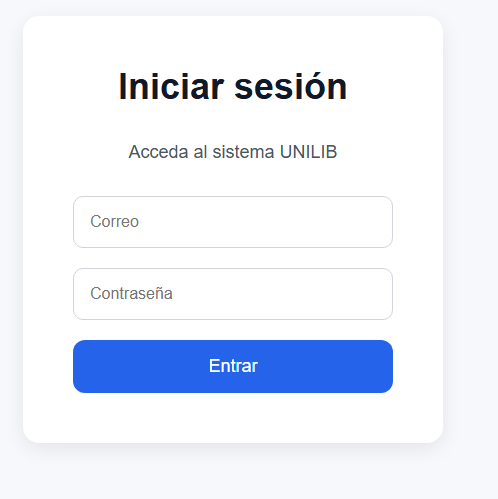 Iniciar sesión
Acceda al sistema UNILIB
Correo
Contraseña
Entrar